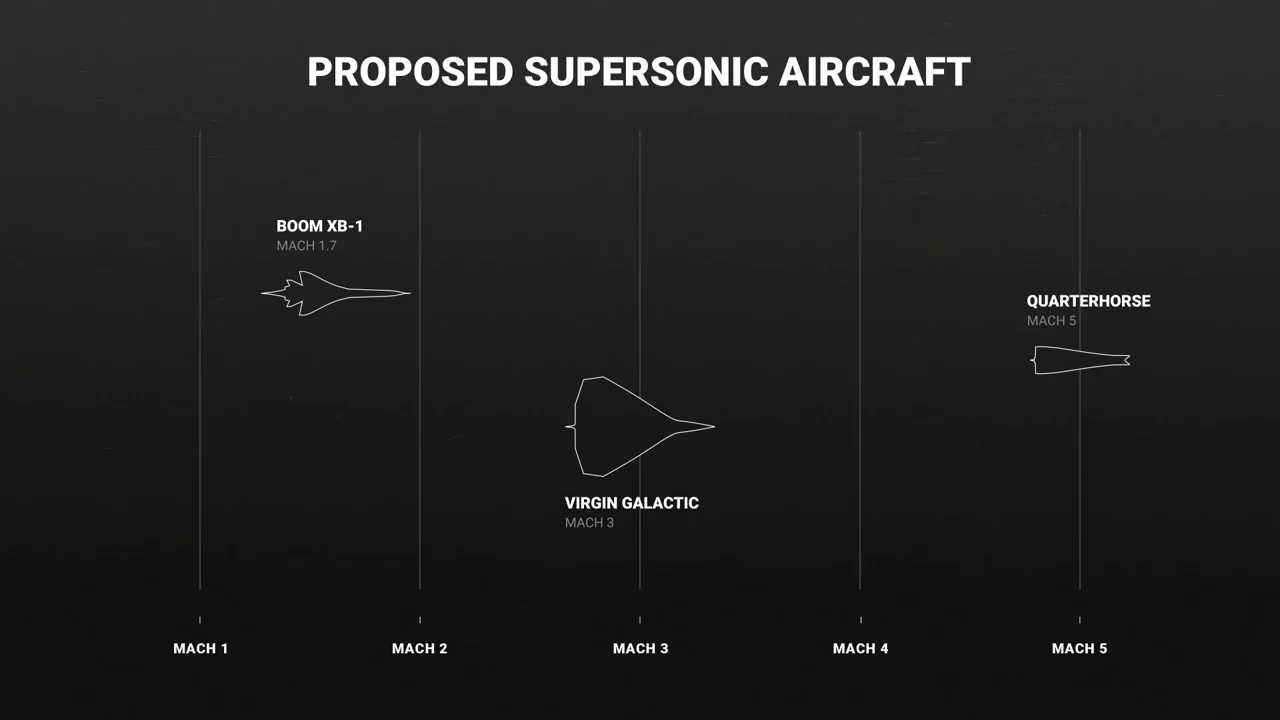 PROPOSED SUPERSONIC AIRCRAFT
BOOM XB-1
MACH 1.7
QUARTERHORSE
MACH 5
VIRGIN GALACTIC
MACH 3
MACH 1
MACH 2
MACH 3
MACH 4
MACH 5